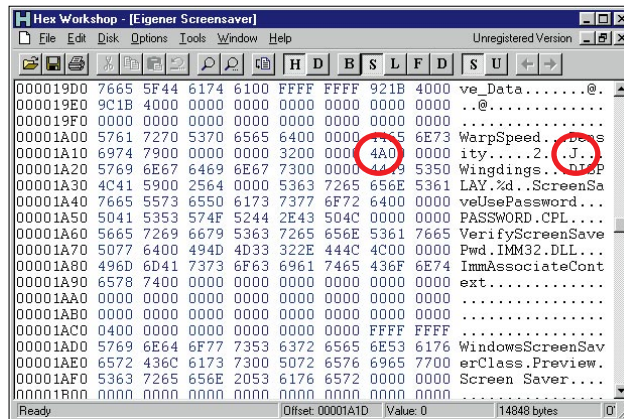 Hex Workshop - [Eigener Screensaver]
File Edit Disk Options Tools Window Help Unregistered Version
H D B S L F D S U
000019D0 7665 5F44 6174 6100 FFFF FFFF 921B 4000 ve_Data.......@.
000019E0 9C1B 4000 0000 0000 0000 0000 0000 0000 ..@.............
000019F0 0000 0000 0000 0000 0000 0000 0000 0000 ................
00001A00 5761 7270 5370 6565 6400 0000 4465 6E73 WarpSpeed...Dens
00001A10 6974 7900 0000 0000 3200 0000 4A00 0000 ity.....2...J...
00001A20 5769 6E67 6469 6E67 7300 0000 4449 5350 Wingdings...DISP
00001A30 4C41 5900 2564 0000 5363 7265 656E 5361 LAY.%d..ScreenSa
00001A40 7665 5573 6550 6173 7377 6F72 6400 0000 veUsePassword...
00001A50 5041 5353 574F 5244 2E43 504C 0000 0000 PASSWORD.CPL....
00001A60 5665 7269 6679 5363 7265 656E 5361 7665 VerifyScreenSave
00001A70 5077 6400 494D 4D33 322E 444C 4C00 0000 Pwd.IMM32.DLL...
00001A80 496D 6D41 7373 6F63 6961 7465 436F 6E74 ImmAssociateCont
00001A90 6578 7400 0000 0000 0000 0000 0000 0000 ext.............
00001AA0 0000 0000 0000 0000 0000 0000 0000 0000 ................
00001AB0 0000 0000 0000 0000 0000 0000 0000 0000 ................
00001AC0 0400 0000 0000 0000 0000 0000 FFFF FFFF ................
00001AD0 5769 6E64 6F77 7353 6372 6565 6E53 6176 WindowsScreenSav
00001AE0 6572 436C 6173 7300 5072 6576 6965 7700 erClass.Preview.
00001AF0 5363 7265 656E 2053 6176 6572 0000 0000 Screen Saver....
00001B00 0000 0000 0000 0000 0000 0000 0000 0000 ................
Ready Offset: 00001A1D Value: 0 14848 bytes